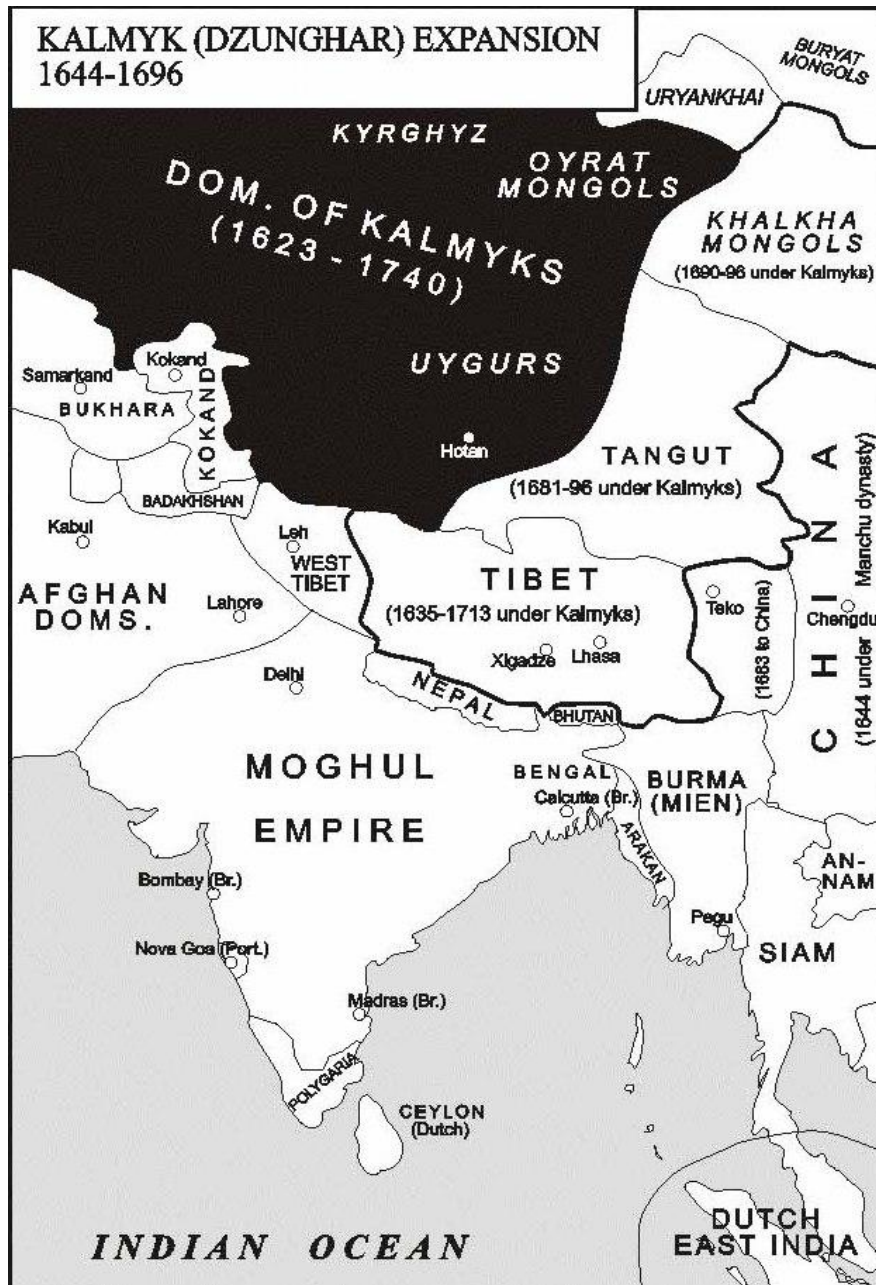 KALMYK (DZUNGHAR) EXPANSION
1644-1696
BURYAT
MONGOLS
URYANKHAI
KYRGHYZ
OYRAT
MONGOLS
DOM. OF KALMYKS
(1623 - 1740)
KHALKHA
MONGOLS
(1690-96 under Kalmyks)
UYGURS
Kokand
Samarkand
BUKHARA
KOKAND
Hotan
TANGUT
(1681-96 under Kalmyks)
BADAKHSHAN
Kabul
Leh
WEST
TIBET
AFGHAN
DOMS.
Lahore
TIBET
(1635-1713 under Kalmyks)
Xigadze
Lhasa
Teko
(1663 to China)
Chengdu
CHINA
(1644 under Manchu dynasty)
Delhi
NEPAL
BHUTAN
MOGHUL
EMPIRE
BENGAL
Calcutta (Br.)
BURMA
(MIEN)
ARAKAN
AN-
NAM
Bombay (Br.)
Pegu
Nova Goa (Port.)
SIAM
Madras (Br.)
POLYGARIA
CEYLON
(Dutch)
DUTCH
EAST INDIA
INDIAN OCEAN